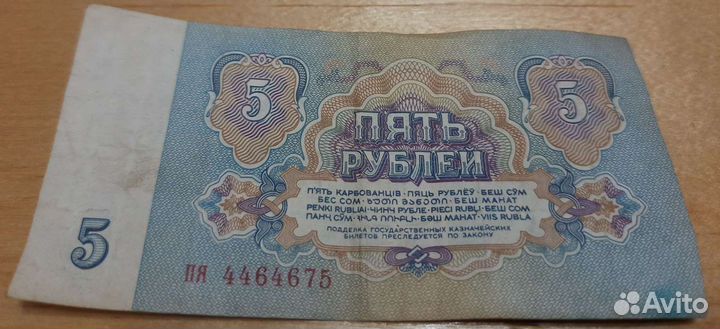 5 5
ПЯТЬ
РУБЛЕЙ
П'ЯТЬ КАРБОВАНЦІВ · ПЯЦЬ РУБЛЁЎ · БЕШ СЎМ
БЕС СОМ · ᲮᲣᲗᲘ ᲛᲐᲜᲔᲗᲘ · БЕШ МАНАТ
PENKI RUBLIAI · ЧИНЧ РУБЛЕ · PIECI RUBĻI · БЕШ СОМ
ПАНҶ СӮМ · ՀԻՆԳ ՌՈՒԲԼԻ · БӘШ МАНАТ · VIIS RUBLA
ПОДДЕЛКА ГОСУДАРСТВЕННЫХ КАЗНАЧЕЙСКИХ
БИЛЕТОВ ПРЕСЛЕДУЕТСЯ ПО ЗАКОНУ
5
ПЯ 4464675
Avito